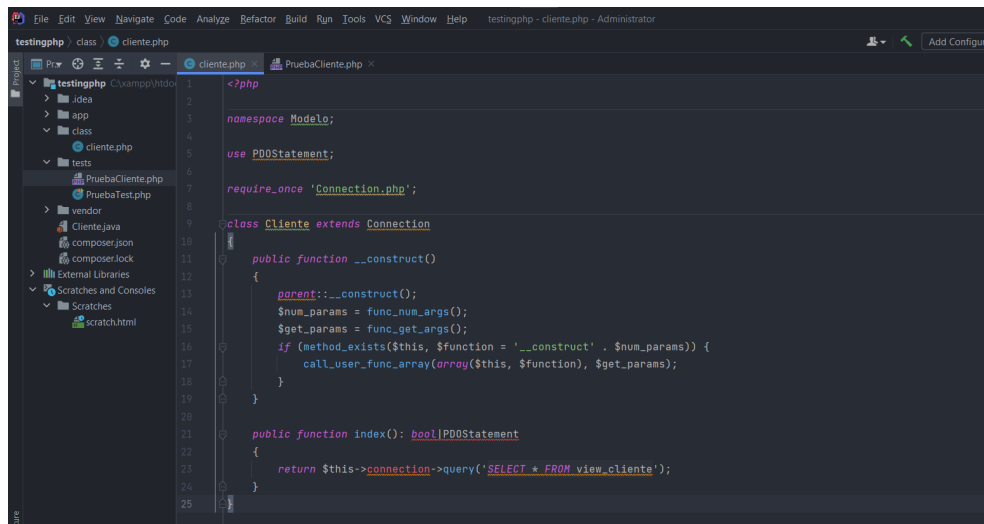 File Edit View Navigate Code Analyze Refactor Build Run Tools VCS Window Help testingphp - cliente.php - Administrator
testingphp class cliente.php Add Configu
Project Pr. cliente.php PruebaCliente.php
testingphp C:\xampp\htdo 1 <?php
.idea 2
app 3 namespace Modelo;
class 4
cliente.php 5 use PDOStatement;
tests 6
PruebaCliente.php 7 require_once 'Connection.php';
PruebaTest.php 8
vendor 9 class Cliente extends Connection
Cliente.java 10 {
composer.json 11 public function __construct()
composer.lock 12 {
External Libraries 13 parent::__construct();
Scratches and Consoles 14 $num_params = func_num_args();
Scratches 15 $get_params = func_get_args();
scratch.html 16 if (method_exists($this, $function = '__construct' . $num_params)) {
17 call_user_func_array(array($this, $function), $get_params);
18 }
19 }
20
21 public function index(): bool|PDOStatement
22 {
23 return $this->connection->query('SELECT * FROM view_cliente');
24 }
25 }